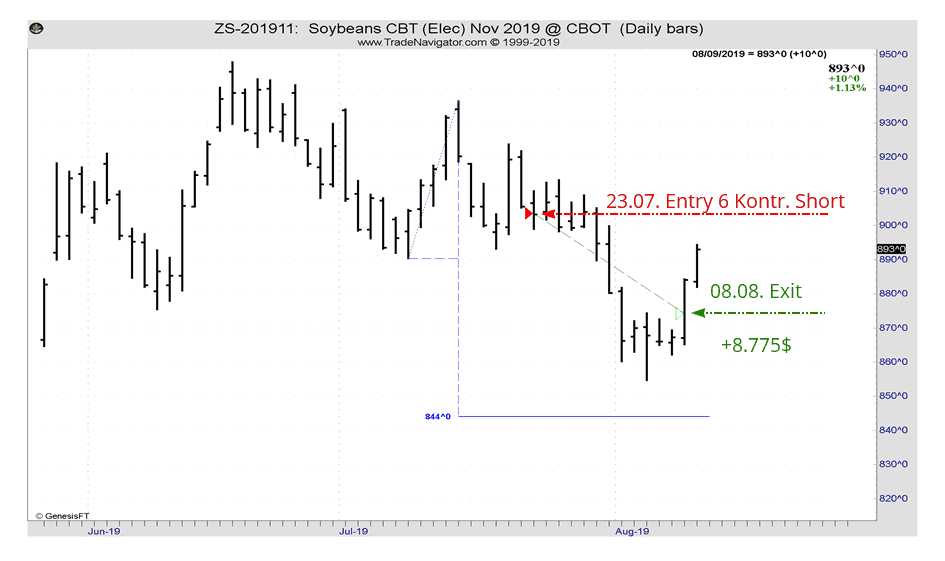 ZS-201911: Soybeans CBT (Elec) Nov 2019 @ CBOT (Daily bars)
www.TradeNavigator.com © 1999-2019
08/09/2019 = 893^0 (+10^0)
893^0
+10^0
+1.13%
950^0
940^0
930^0
920^0
910^0
900^0
893^0
890^0
880^0
870^0
860^0
850^0
840^0
830^0
820^0
23.07. Entry 6 Kontr. Short
08.08. Exit
+8.775$
844^0
© GenesisFT
Jun-19
Jul-19
Aug-19